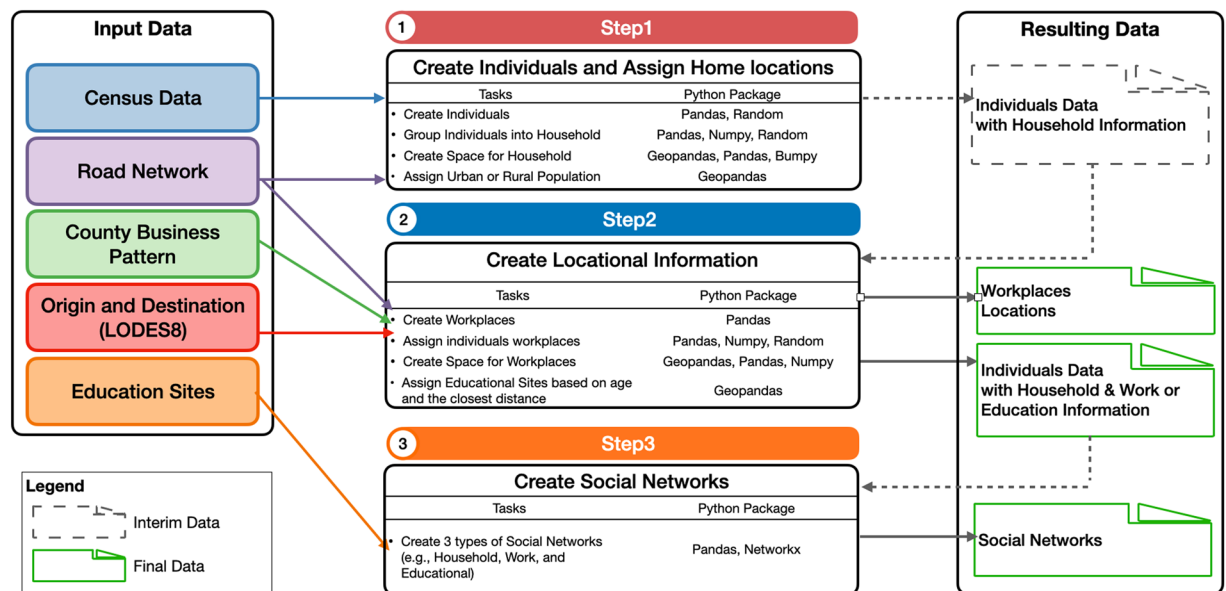 Input Data
Census Data
Road Network
County Business
Pattern
Origin and Destination
(LODES8)
Education Sites
Legend
Interim Data
Final Data
1
Step1
Create Individuals and Assign Home locations
Tasks Python Package
• Create Individuals Pandas, Random
• Group Individuals into Household Pandas, Numpy, Random
• Create Space for Household Geopandas, Pandas, Bumpy
• Assign Urban or Rural Population Geopandas
2
Step2
Create Locational Information
Tasks Python Package
• Create Workplaces Pandas
• Assign individuals workplaces Pandas, Numpy, Random
• Create Space for Workplaces Geopandas, Pandas, Numpy
• Assign Educational Sites based on age
and the closest distance Geopandas
3
Step3
Create Social Networks
Tasks Python Package
• Create 3 types of Social Networks
(e.g., Household, Work, and
Educational)
Pandas, Networkx
Resulting Data
Individuals Data
with Household Information
Workplaces
Locations
Individuals Data
with Household & Work or
Education Information
Social Networks